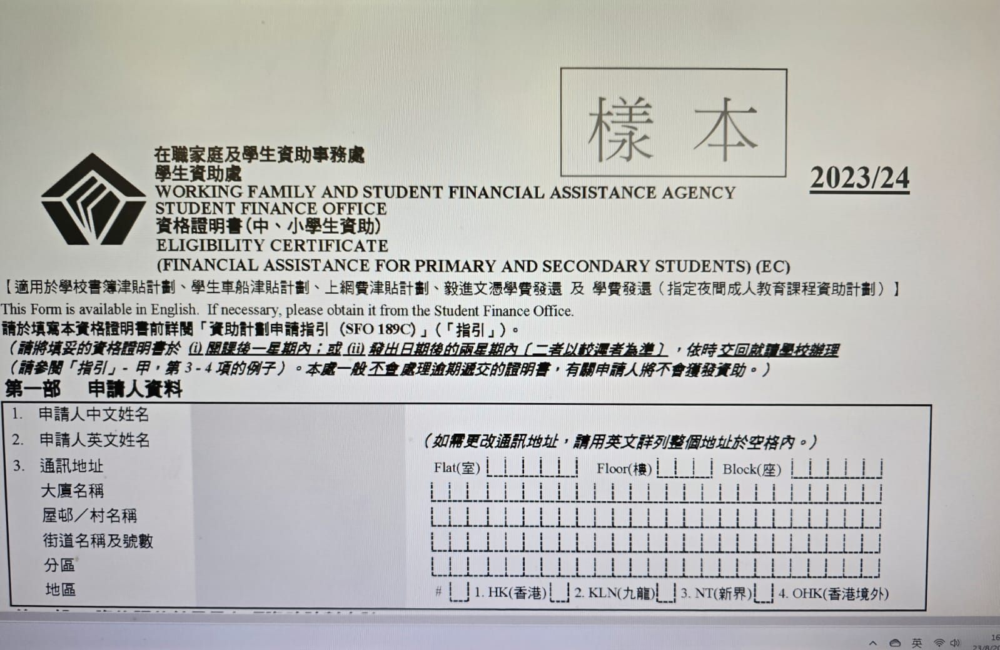 樣 本
2023/24
在職家庭及學生資助事務處
學生資助處
WORKING FAMILY AND STUDENT FINANCIAL ASSISTANCE AGENCY
STUDENT FINANCE OFFICE
資格證明書(中、小學生資助)
ELIGIBILITY CERTIFICATE
(FINANCIAL ASSISTANCE FOR PRIMARY AND SECONDARY STUDENTS) (EC)
【適用於學校書簿津貼計劃、學生車船津貼計劃、上網費津貼計劃、毅進文憑學費發還 及 學費發還（指定夜間成人教育課程資助計劃）】
This Form is available in English. If necessary, please obtain it from the Student Finance Office.
請於填寫本資格證明書前詳閱「資助計劃申請指引 (SFO 189C)」(「指引」)。
（請將填妥的資格證明書於 (i) 開課後一星期內；或 (ii) 發出日期後的兩星期內〔二者以較遲者為準〕，依時交回就讀學校辦理
（請參閱「指引」- 甲，第 3 - 4 項的例子）。本處一般不會處理逾期遞交的證明書，有關申請人將不會獲發資助。）
第一部 申請人資料
1. 申請人中文姓名
2. 申請人英文姓名
（如需更改通訊地址，請用英文詳列整個地址於空格內。）
3. 通訊地址
Flat(室) Floor(樓) Block(座)
大廈名稱
屋邨／村名稱
街道名稱及號數
分區
地區
# 1. HK(香港) 2. KLN(九龍) 3. NT(新界) 4. OHK(香港境外)
英
16
23/8/20